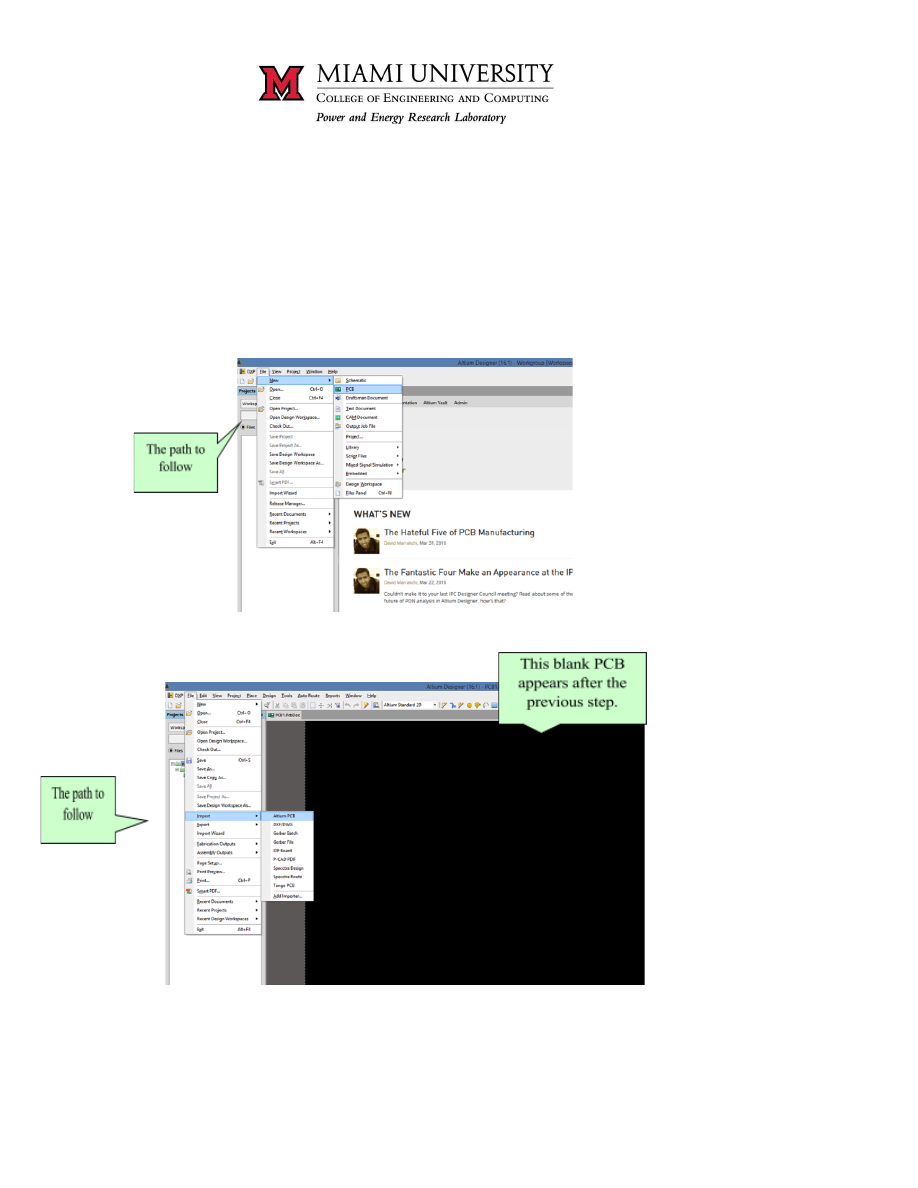 MIAMI UNIVERSITY
COLLEGE OF ENGINEERING AND COMPUTING
Power and Energy Research Laboratory
Altium Designer (16.1) - Workgroup [Workspac
DXP File View Project Window Help
Projects
Workspa
Files
New
Open... Ctrl+O
Close Ctrl+F4
Open Project...
Open Design Workspace...
Check Out...
Save Project
Save Project As...
Save Design Workspace
Save Design Workspace As...
Save All
Smart PDF...
Import Wizard
Release Manager...
Recent Documents
Recent Projects
Recent Workspaces
Exit Alt+F4
Schematic
PCB
Draftsman Document
Text Document
CAM Document
Output Job File
Project...
Library
Script Files
Mixed-Signal Simulation
Embedded
Design Workspace
Files Panel Ctrl+N
entation Altium Vault Admin
The path to
follow
WHAT'S NEW
The Hateful Five of PCB Manufacturing
Mar 31, 2016
The Fantastic Four Make an Appearance at the IP
Mar 22, 2016
Couldn't make it to your last IPC Designer Council meeting? Read about some of the
future of PDN analysis in Altium Designer, how's that?
This blank PCB
appears after the
previous step.
Altium Designer (16.1) - PCB1
DXP File Edit View Project Place Design Tools Auto Route Reports Window Help
Altium Standard 2D
Projects
PCB1.PcbDoc
Workspa
Files
New
Open... Ctrl+O
Close Ctrl+F4
Open Project...
Open Design Workspace...
Check Out...
Save Ctrl+S
Save As...
Save Copy As...
Save All
Save Project As...
Save Design Workspace As...
Import
Export
Import Wizard
Fabrication Outputs
Assembly Outputs
Page Setup...
Print Preview...
Print... Ctrl+P
Smart PDF...
Recent Documents
Recent Projects
Recent Design Workspaces
Exit Alt+F4
Altium PCB
DXF/DWG
Gerber Batch
Gerber File
IDF Board
P-CAD PDIF
Specctra Design
Specctra Route
Tango PCB
Add Importer...
The path to
follow